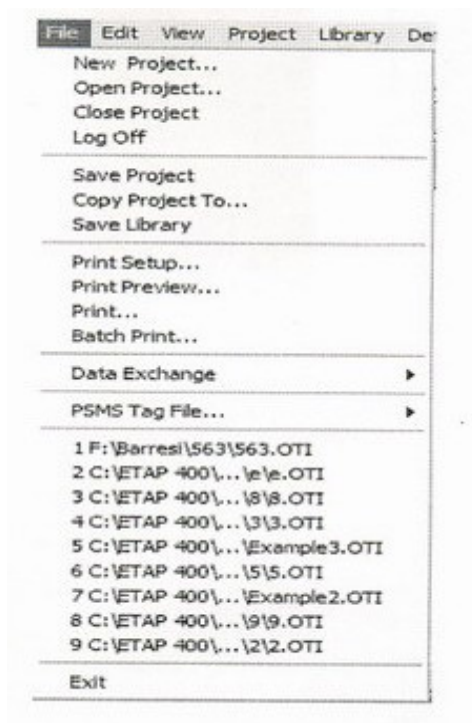 File Edit View Project Library De
New Project...
Open Project...
Close Project
Log Off
Save Project
Copy Project To...
Save Library
Print Setup...
Print Preview...
Print...
Batch Print...
Data Exchange
PSMS Tag File...
1 F:\Barresi\563\563.OTI
2 C:\ETAP 400\...\e\e.OTI
3 C:\ETAP 400\...\8\8.OTI
4 C:\ETAP 400\...\3\3.OTI
5 C:\ETAP 400\...\Example3.OTI
6 C:\ETAP 400\...\5\5.OTI
7 C:\ETAP 400\...\Example2.OTI
8 C:\ETAP 400\...\9\9.OTI
9 C:\ETAP 400\...\2\2.OTI
Exit